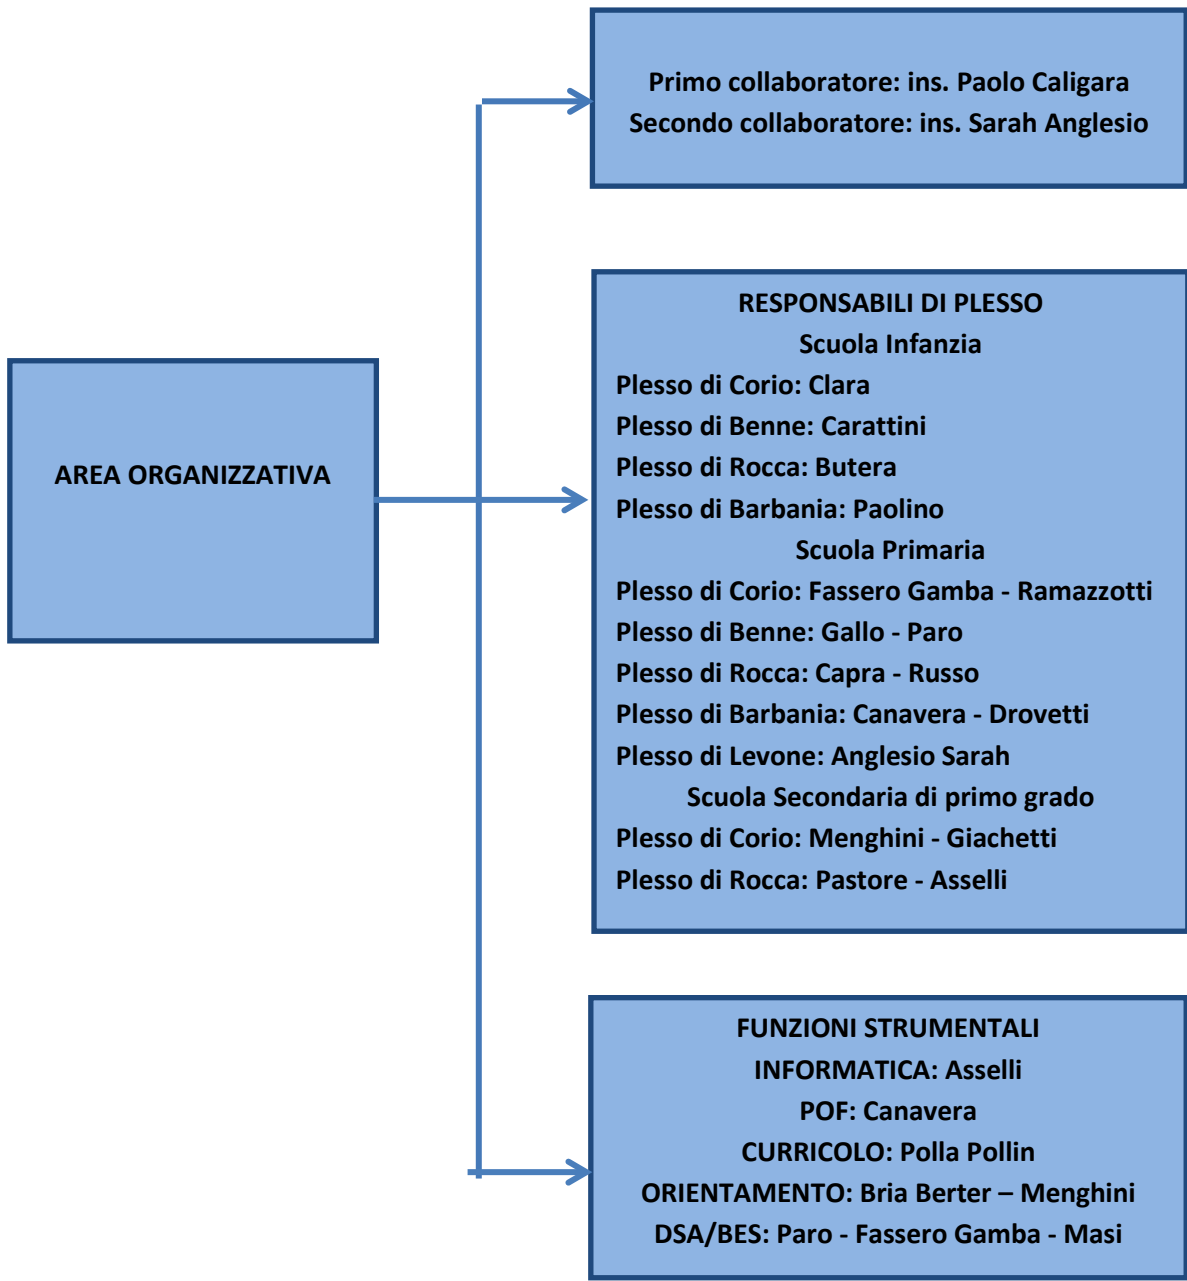 Primo collaboratore: ins. Paolo Caligara
Secondo collaboratore: ins. Sarah Anglesio
AREA ORGANIZZATIVA
RESPONSABILI DI PLESSO
Scuola Infanzia
Plesso di Corio: Clara
Plesso di Benne: Carattini
Plesso di Rocca: Butera
Plesso di Barbania: Paolino
Scuola Primaria
Plesso di Corio: Fassero Gamba - Ramazzotti
Plesso di Benne: Gallo - Paro
Plesso di Rocca: Capra - Russo
Plesso di Barbania: Canavera - Drovetti
Plesso di Levone: Anglesio Sarah
Scuola Secondaria di primo grado
Plesso di Corio: Menghini - Giachetti
Plesso di Rocca: Pastore - Asselli
FUNZIONI STRUMENTALI
INFORMATICA: Asselli
POF: Canavera
CURRICOLO: Polla Pollin
ORIENTAMENTO: Bria Berter – Menghini
DSA/BES: Paro - Fassero Gamba - Masi